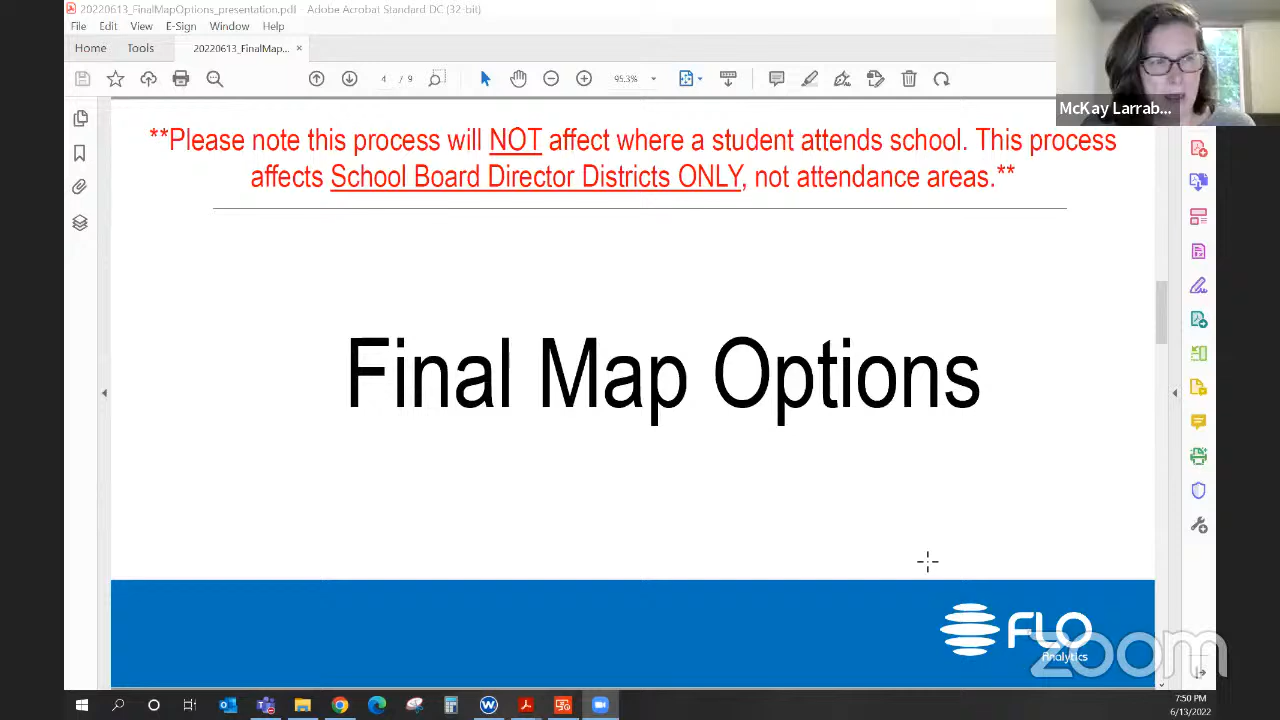 20220613_FinalMapOptions_presentation.pdf - Adobe Acrobat Standard DC (32-bit)
File Edit View E-Sign Window Help
Home Tools 20220613_FinalMap... ×
4 / 9 95.3%
McKay Larrab...
**Please note this process will NOT affect where a student attends school. This process
affects School Board Director Districts ONLY, not attendance areas.**
Final Map Options
FLO
Analytics
zoom
7:50 PM
6/13/2022